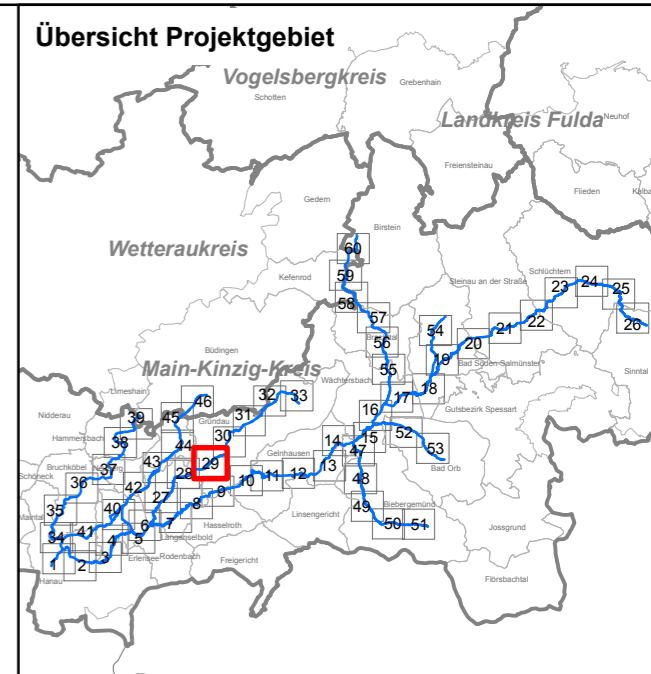 Übersicht Projektgebiet
Vogelsbergkreis
Grebenhain
Schotten
Landkreis Fulda
Neuhof
Freiensteinau
Flieden
Gedern
Birstein
Wetteraukreis
60
Kefenrod
59
Steinau an der Straße
Schlüchtern
23
24
25
58
57
54
22
26
56
21
20
Main-Kinzig-Kreis
Büdingen
19
Bad Soden-Salmünster
Sinntal
Limeshain
46
32
33
Wächtersbach
55
18
17
Nidderau
39
45
31
Gründau
16
Gutsbezirk Spessart
Hammersbach
38
44
30
15
52
Bruchköbel
37
43
28
29
Gelnhausen
14
47
53
Schöneck
36
42
10
11
12
13
Bad Orb
48
Maintal
35
27
9
8
Linsengericht
49
Biebergemünd
40
Hasselroth
50
51
34
41
6
7
Langenselbold
Jossgrund
4
5
Erlensee
Rodenbach
Freigericht
1
2
3
Hanau
Flörsbachtal